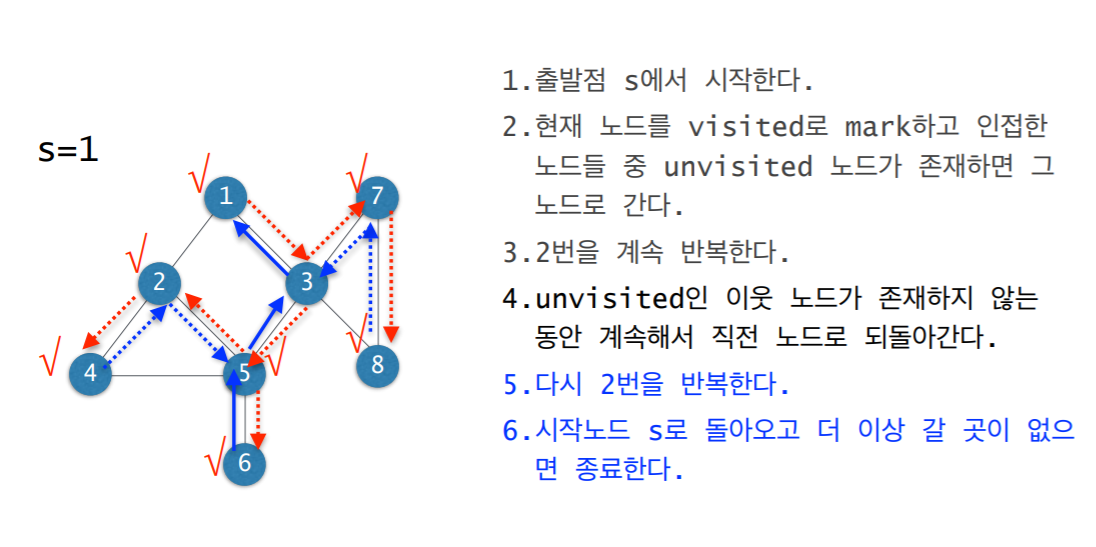 s=1
1
7
2
3
4
5
8
6
1.출발점 s에서 시작한다.
2.현재 노드를 visited로 mark하고 인접한
노드들 중 unvisited 노드가 존재하면 그
노드로 간다.
3.2번을 계속 반복한다.
4.unvisited인 이웃 노드가 존재하지 않는
동안 계속해서 직전 노드로 되돌아간다.
5.다시 2번을 반복한다.
6.시작노드 s로 돌아오고 더 이상 갈 곳이 없으
면 종료한다.